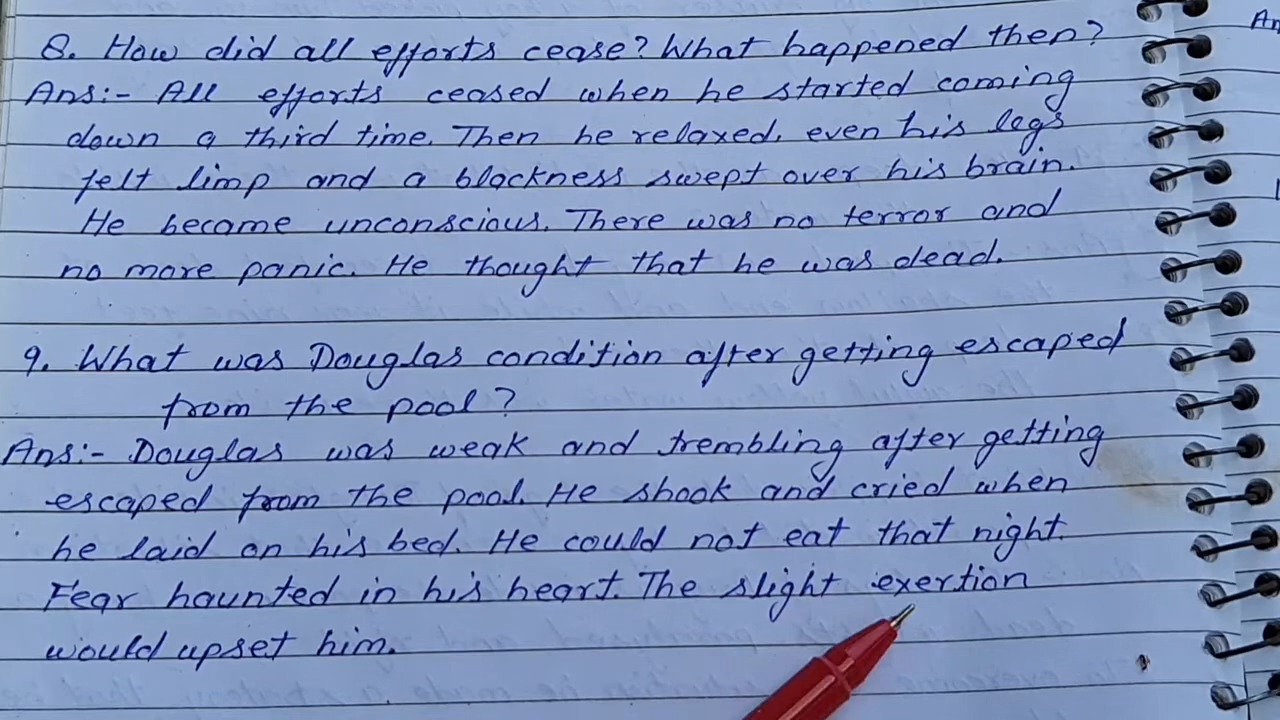 8. How did all efforts cease? What happened then?
Ans:- All efforts ceased when he started coming
down a third time. Then he relaxed, even his legs
felt limp and a blackness swept over his brain.
He became unconscious. There was no terror and
no more panic. He thought that he was dead.
9. What was Douglas condition after getting escaped
from the pool?
Ans:- Douglas was weak and trembling after getting
escaped from the pool. He shook and cried when
he laid on his bed. He could not eat that night.
Fear haunted in his heart. The slight exertion
would upset him.
An